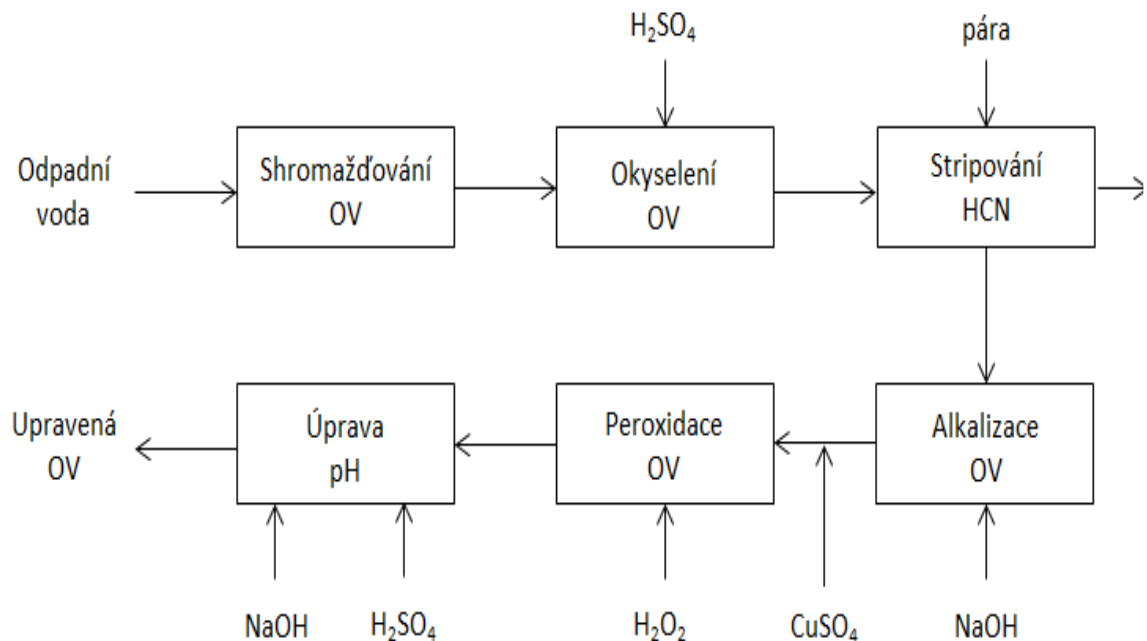 H₂SO₄
pára
Odpadní
voda
Shromažďování
OV
Okyselení
OV
Stripování
HCN
Upravená
OV
Úprava
pH
Peroxidace
OV
Alkalizace
OV
NaOH
H₂SO₄
H₂O₂
CuSO₄
NaOH